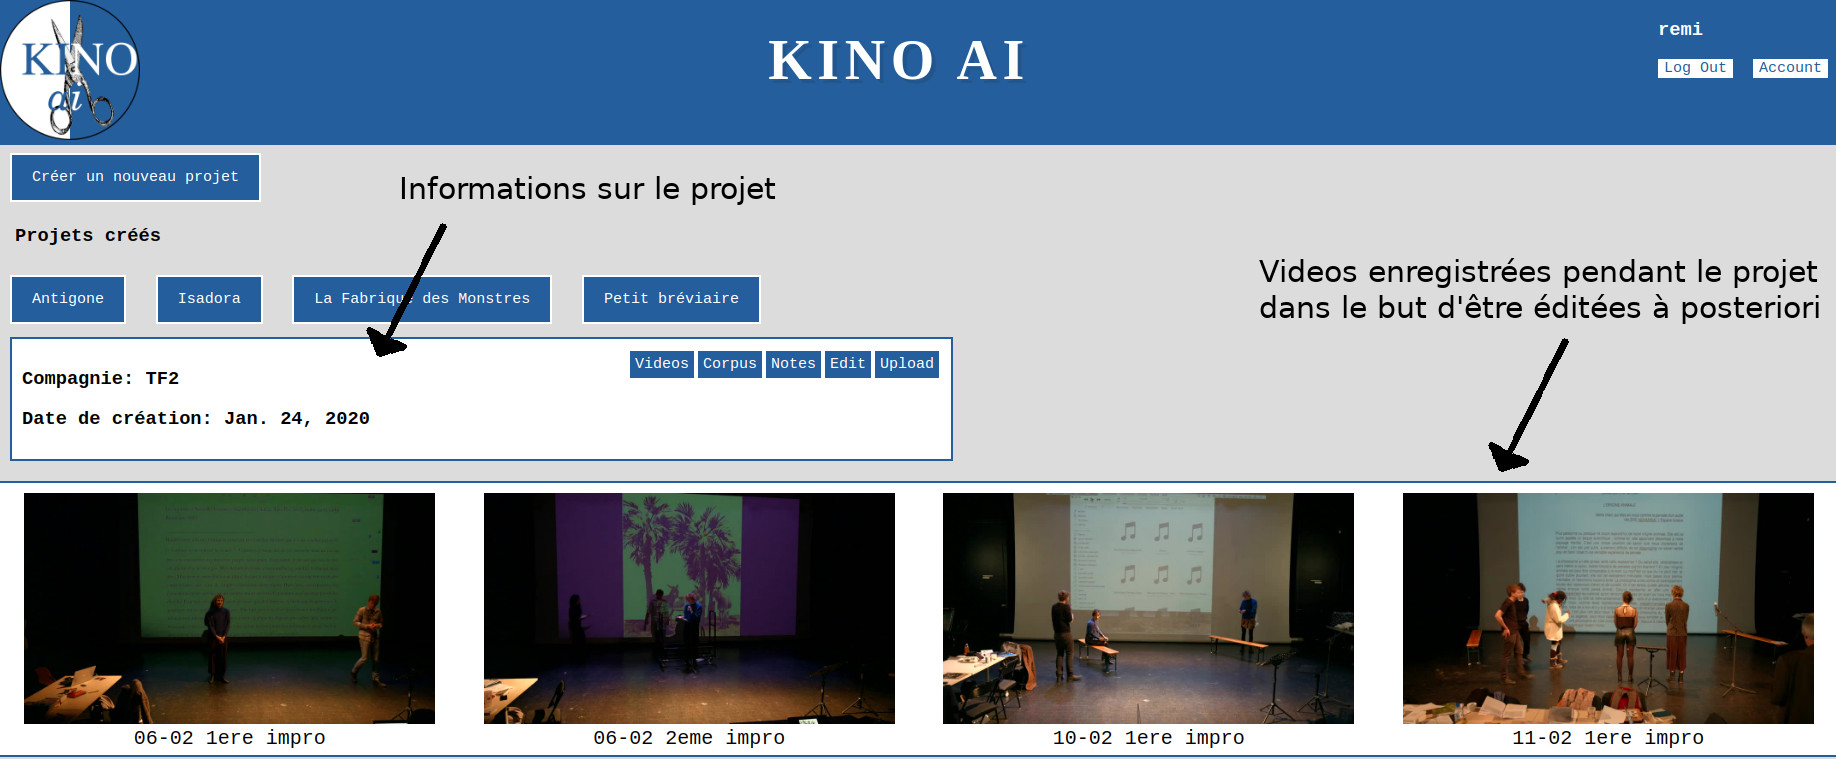 KINO
ai
KINO AI
remi
Log Out Account
Créer un nouveau projet
Informations sur le projet
Projets créés
Videos enregistrées pendant le projet
dans le but d'être éditées à posteriori
Antigone Isadora La Fabrique des Monstres Petit bréviaire
Videos Corpus Notes Edit Upload
Compagnie: TF2
Date de création: Jan. 24, 2020
06-02 1ere impro 06-02 2eme impro 10-02 1ere impro 11-02 1ere impro